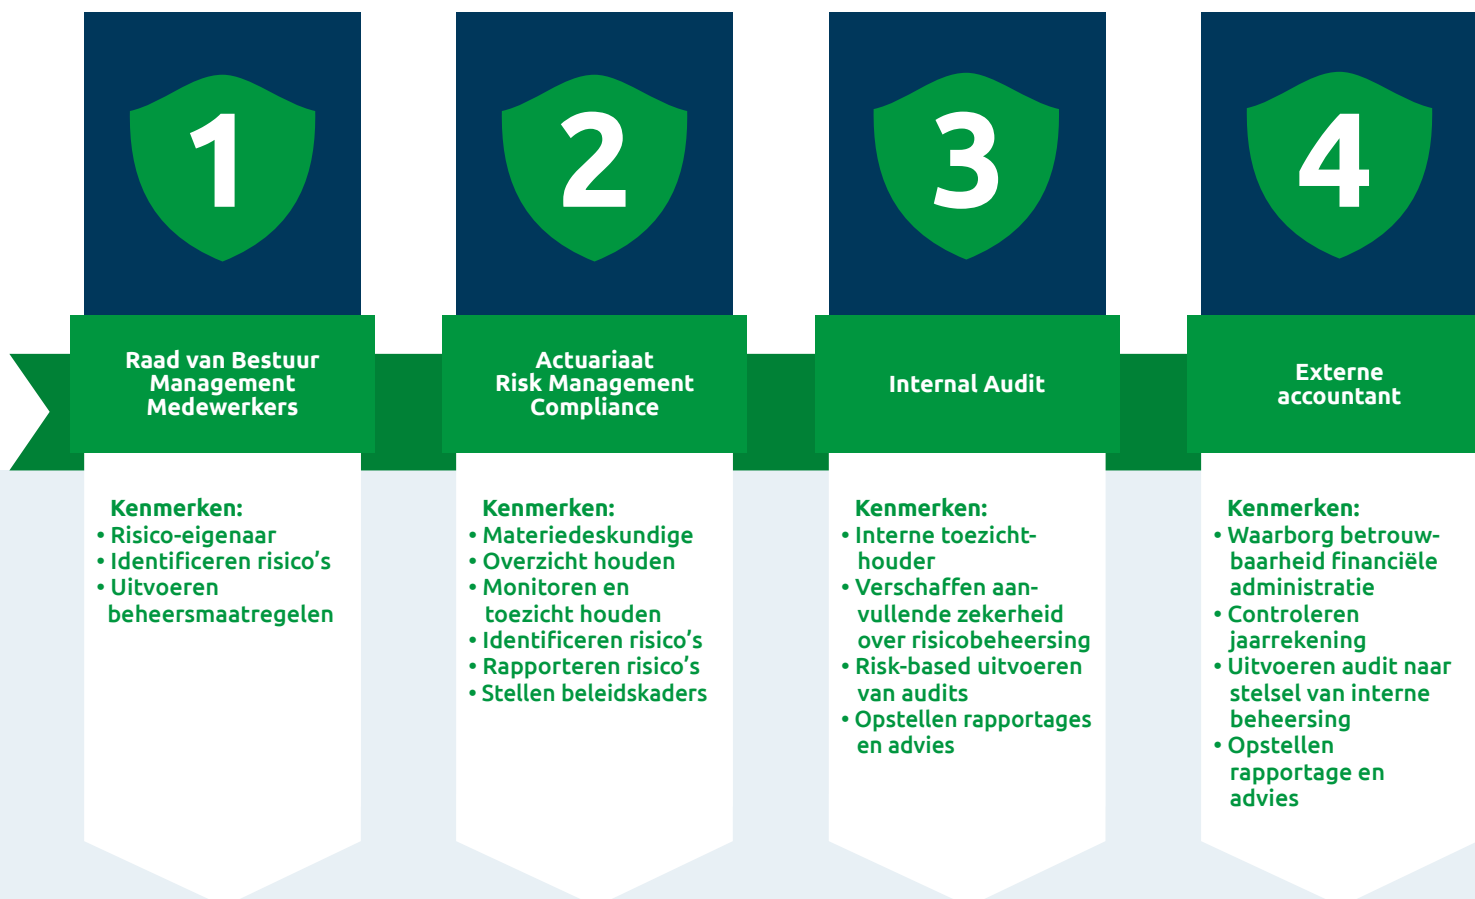 1
Raad van Bestuur
Management
Medewerkers
Kenmerken:
• Risico-eigenaar
• Identificeren risico’s
• Uitvoeren
beheersmaatregelen
2
Actuariaat
Risk Management
Compliance
Kenmerken:
• Materiedeskundige
• Overzicht houden
• Monitoren en
toezicht houden
• Identificeren risico’s
• Rapporteren risico’s
• Stellen beleidskaders
3
Internal Audit
Kenmerken:
• Interne toezicht-
houder
• Verschaffen aan-
vullende zekerheid
over risicobeheersing
• Risk-based uitvoeren
van audits
• Opstellen rapportages
en advies
4
Externe
accountant
Kenmerken:
• Waarborg betrouw-
baarheid financiële
administratie
• Controleren
jaarrekening
• Uitvoeren audit naar
stelsel van interne
beheersing
• Opstellen
rapportage en
advies